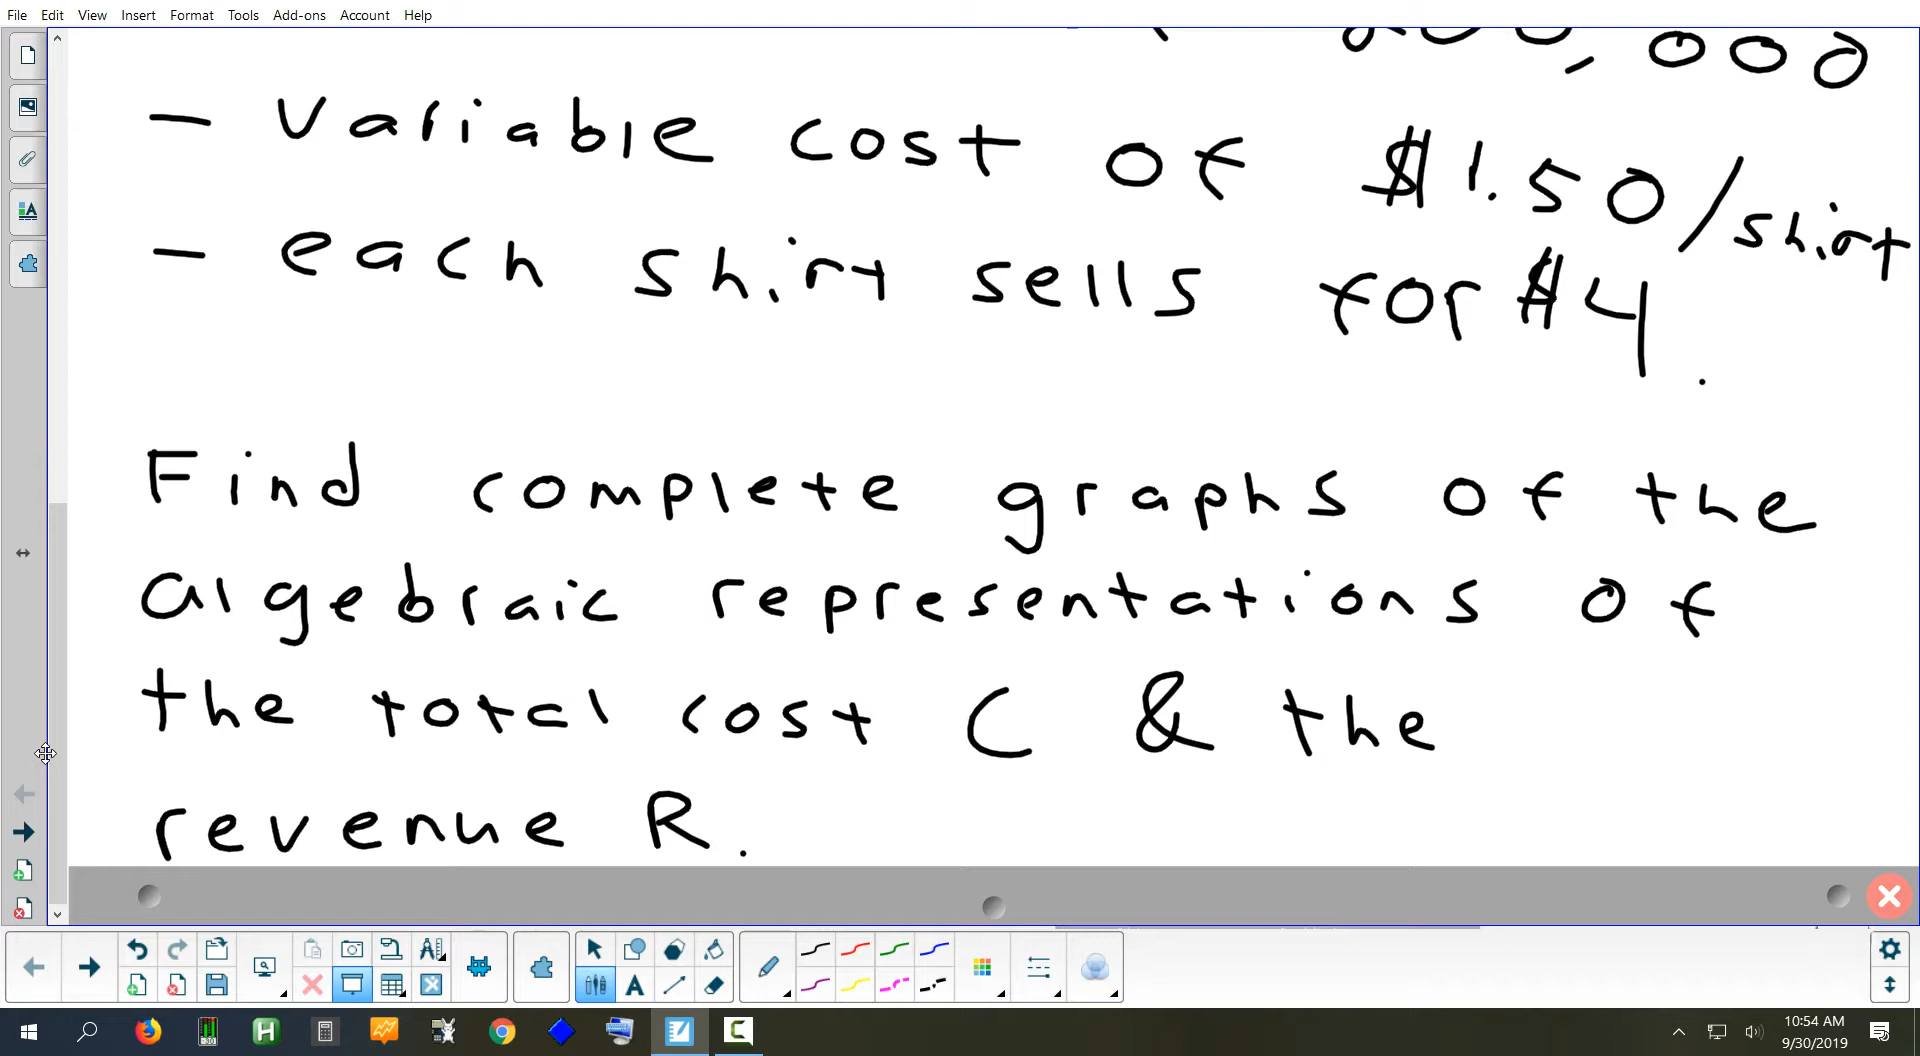 File Edit View Insert Format Tools Add-ons Account Help
00,000
- variable cost of $1.50/shirt
- each shirt sells for $4.
Find complete graphs of the
algebraic representations of
the total cost C & the
revenue R.
10:54 AM
9/30/2019